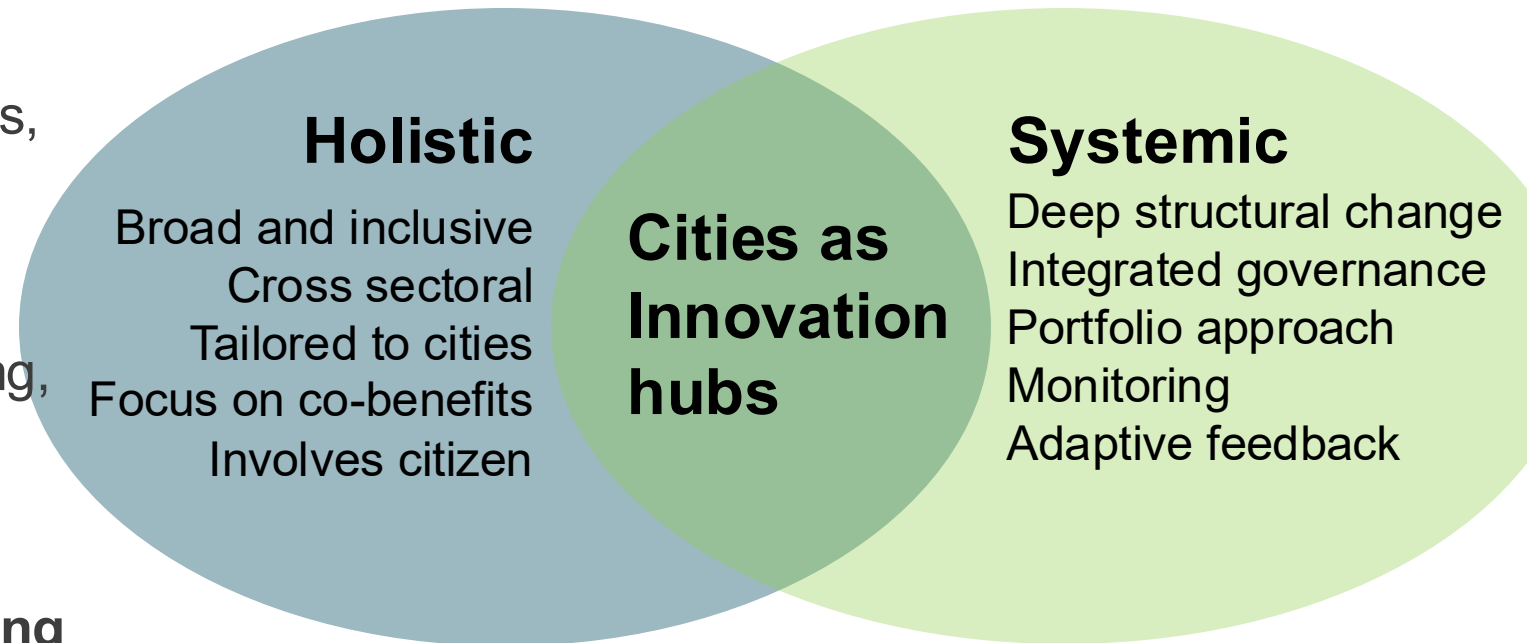 Holistic
Broad and inclusive
Cross sectoral
Tailored to cities
Focus on co-benefits
Involves citizen
Cities as
Innovation
hubs
Systemic
Deep structural change
Integrated governance
Portfolio approach
Monitoring
Adaptive feedback